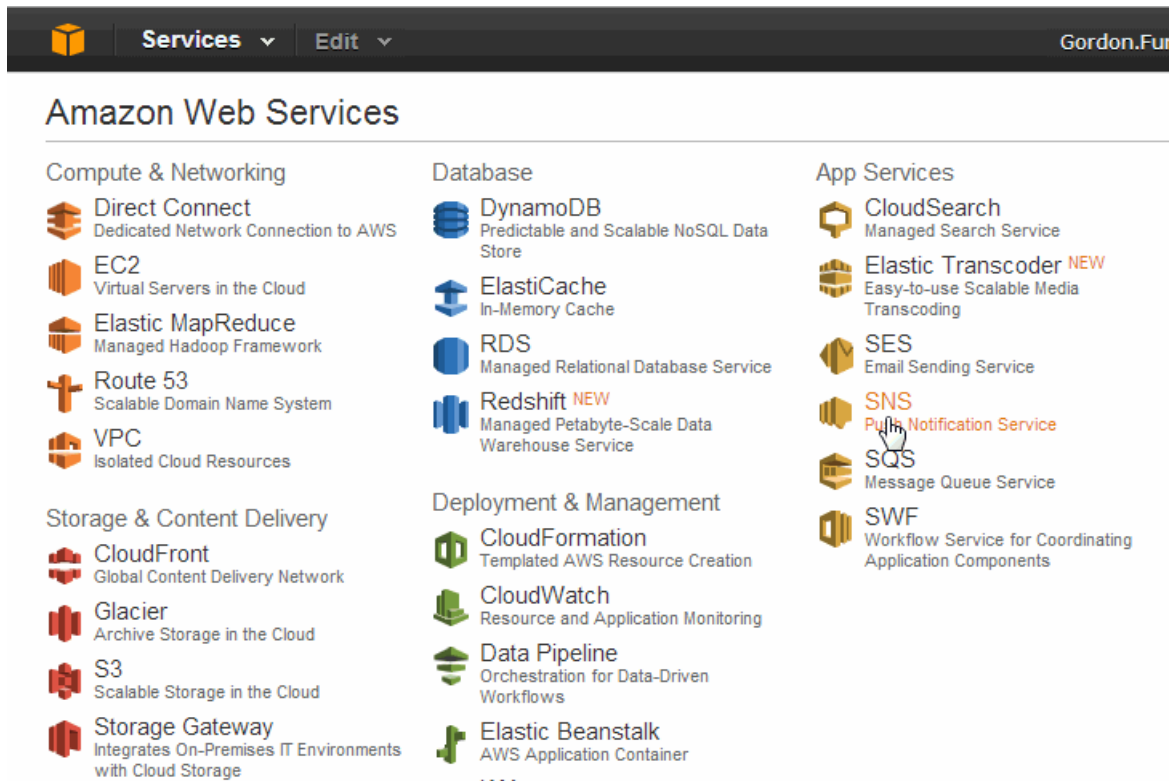 Services
Edit
Gordon.Fur
Amazon Web Services
Compute & Networking
Direct Connect
Dedicated Network Connection to AWS
EC2
Virtual Servers in the Cloud
Elastic MapReduce
Managed Hadoop Framework
Route 53
Scalable Domain Name System
VPC
Isolated Cloud Resources
Storage & Content Delivery
CloudFront
Global Content Delivery Network
Glacier
Archive Storage in the Cloud
S3
Scalable Storage in the Cloud
Storage Gateway
Integrates On-Premises IT Environments
with Cloud Storage
Database
DynamoDB
Predictable and Scalable NoSQL Data
Store
ElastiCache
In-Memory Cache
RDS
Managed Relational Database Service
Redshift NEW
Managed Petabyte-Scale Data
Warehouse Service
Deployment & Management
CloudFormation
Templated AWS Resource Creation
CloudWatch
Resource and Application Monitoring
Data Pipeline
Orchestration for Data-Driven
Workflows
Elastic Beanstalk
AWS Application Container
App Services
CloudSearch
Managed Search Service
Elastic Transcoder NEW
Easy-to-use Scalable Media
Transcoding
SES
Email Sending Service
SNS
Push Notification Service
SQS
Message Queue Service
SWF
Workflow Service for Coordinating
Application Components